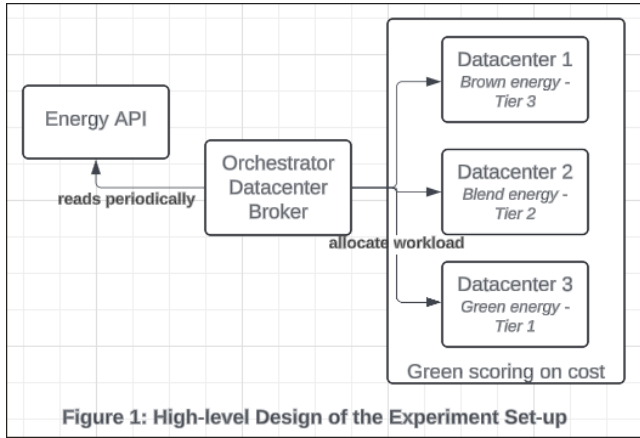 Energy API
reads periodically
Orchestrator
Datacenter
Broker
allocate workload
Datacenter 1
Brown energy -
Tier 3
Datacenter 2
Blend energy -
Tier 2
Datacenter 3
Green energy -
Tier 1
Green scoring on cost
Figure 1: High-level Design of the Experiment Set-up